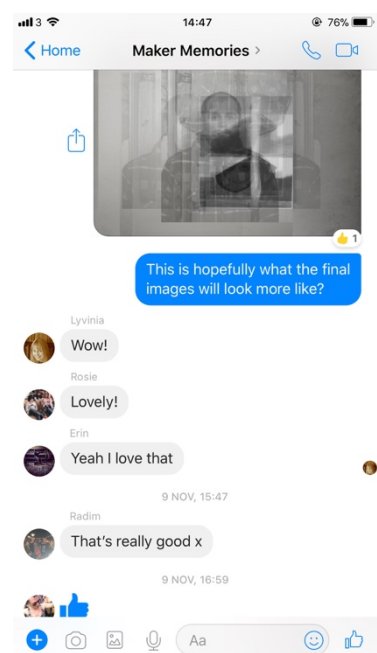 3 14:47 76%
Home Maker Memories
1
This is hopefully what the final
images will look more like?
Lyvinia
Wow!
Rosie
Lovely!
Erin
Yeah I love that
9 NOV, 15:47
Radim
That's really good x
9 NOV, 16:59
Aa